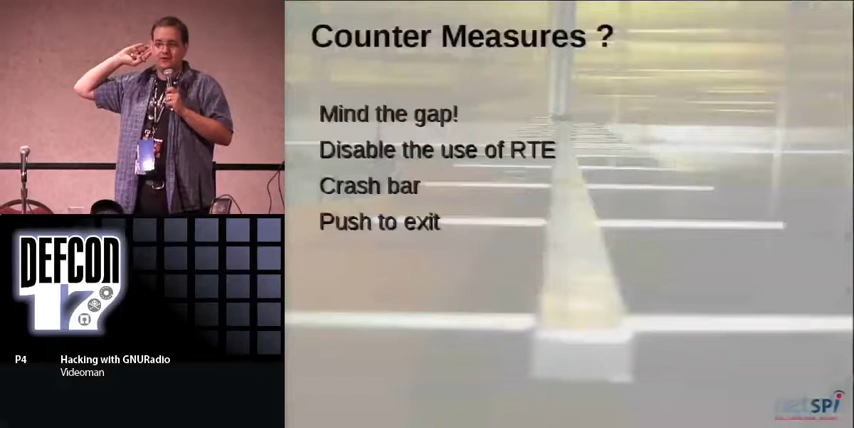 Counter Measures ?
Mind the gap!
Disable the use of RTE
Crash bar
Push to exit
DEFCON
17
P4 Hacking with GNURadio
Videoman
netSPi